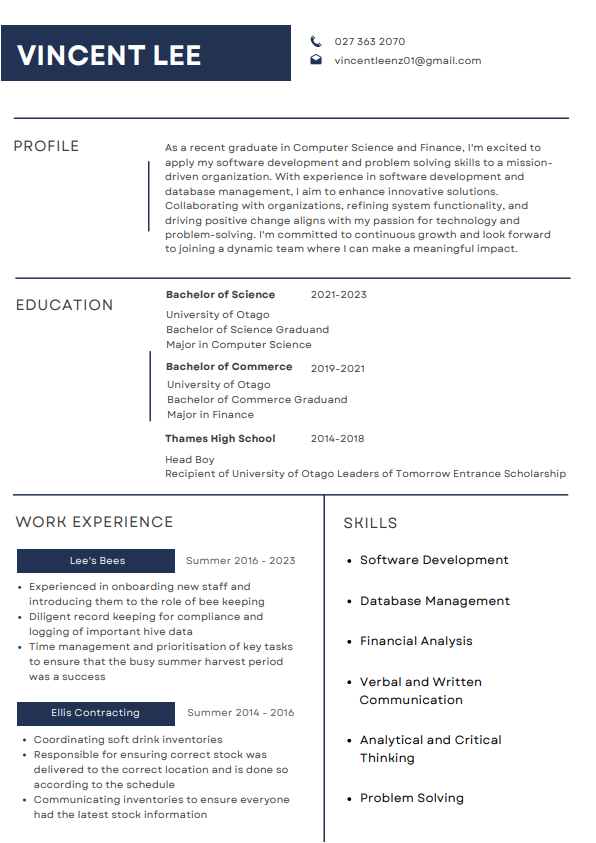 VINCENT LEE
027 363 2070
vincentleenz01@gmail.com
PROFILE
As a recent graduate in Computer Science and Finance, I'm excited to
apply my software development and problem solving skills to a mission-
driven organization. With experience in software development and
database management, I aim to enhance innovative solutions.
Collaborating with organizations, refining system functionality, and
driving positive change aligns with my passion for technology and
problem-solving. I'm committed to continuous growth and look forward
to joining a dynamic team where I can make a meaningful impact.
EDUCATION
Bachelor of Science 2021-2023
University of Otago
Bachelor of Science Graduand
Major in Computer Science
Bachelor of Commerce 2019-2021
University of Otago
Bachelor of Commerce Graduand
Major in Finance
Thames High School 2014-2018
Head Boy
Recipient of University of Otago Leaders of Tomorrow Entrance Scholarship
WORK EXPERIENCE
Lee's Bees Summer 2016 - 2023
• Experienced in onboarding new staff and
introducing them to the role of bee keeping
• Diligent record keeping for compliance and
logging of important hive data
• Time management and prioritisation of key tasks
to ensure that the busy summer harvest period
was a success
Ellis Contracting Summer 2014 - 2016
• Coordinating soft drink inventories
• Responsible for ensuring correct stock was
delivered to the correct location and is done so
according to the schedule
• Communicating inventories to ensure everyone
had the latest stock information
SKILLS
• Software Development
• Database Management
• Financial Analysis
• Verbal and Written
Communication
• Analytical and Critical
Thinking
• Problem Solving